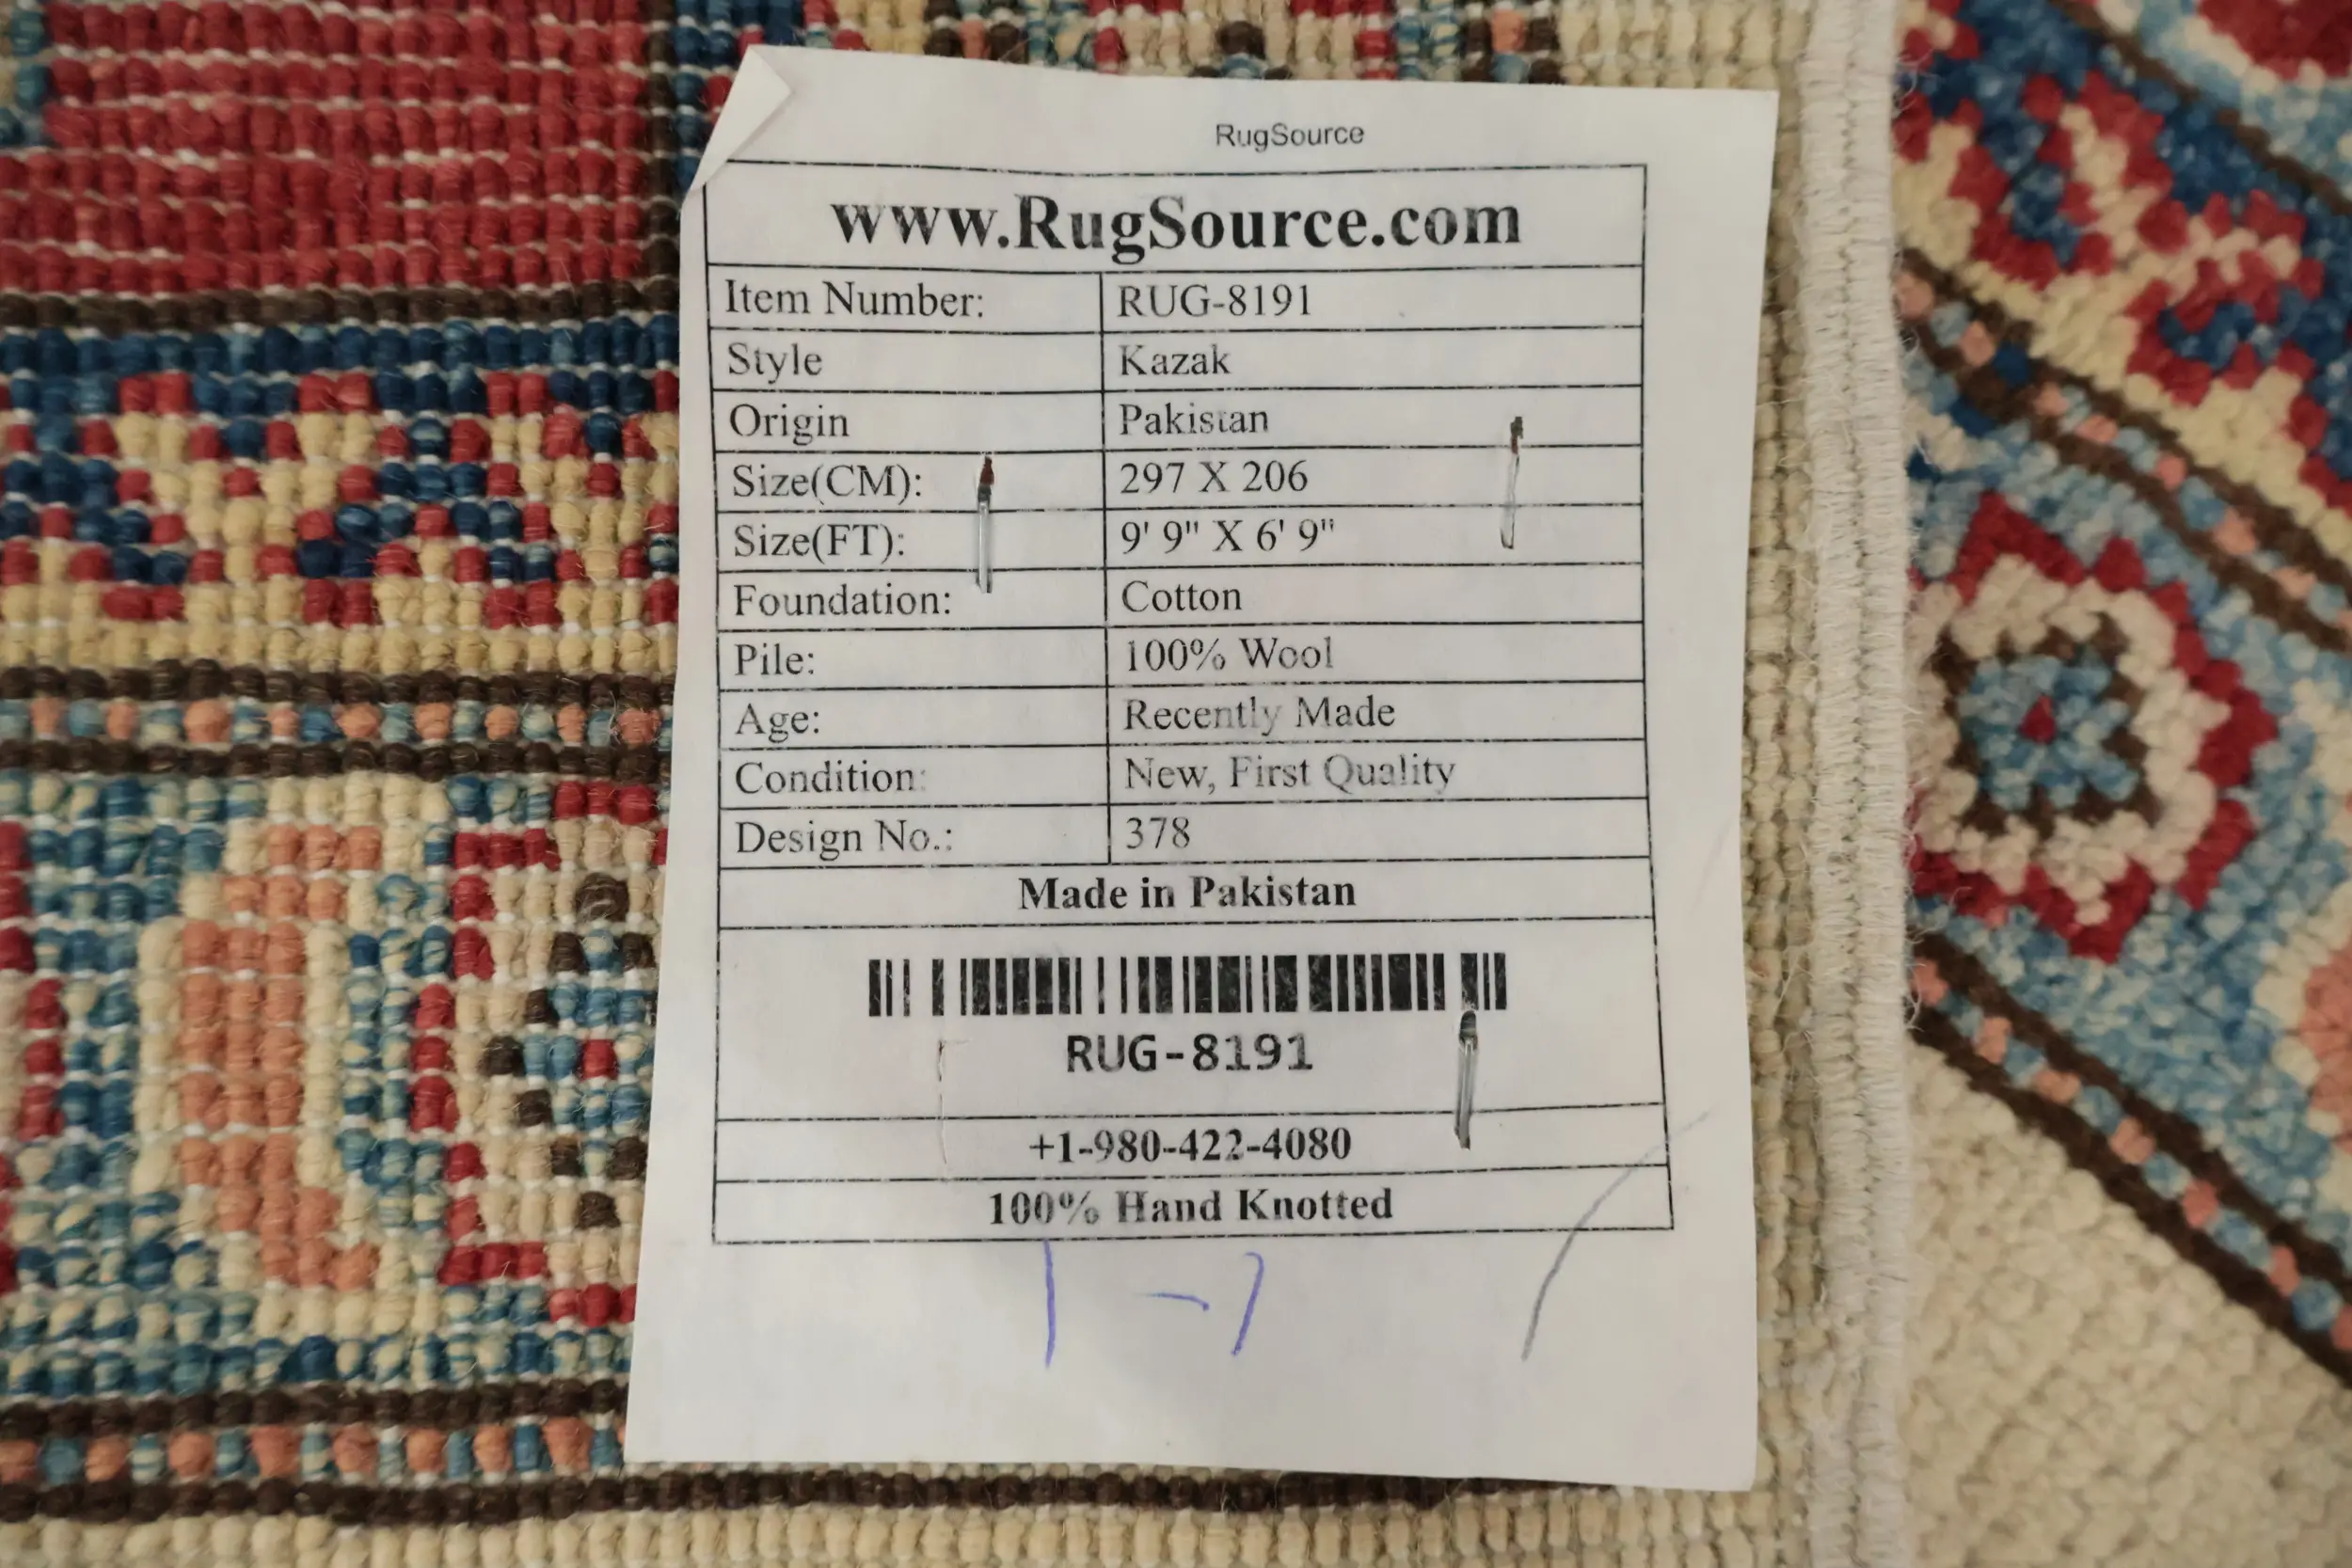 RugSource
www.RugSource.com
Item Number: RUG-8191
Style Kazak
Origin Pakistan
Size(CM): 297 X 206
Size(FT): 9' 9" X 6' 9"
Foundation: Cotton
Pile: 100% Wool
Age: Recently Made
Condition: New, First Quality
Design No.: 378
Made in Pakistan
RUG-8191
+1-980-422-4080
100% Hand Knotted